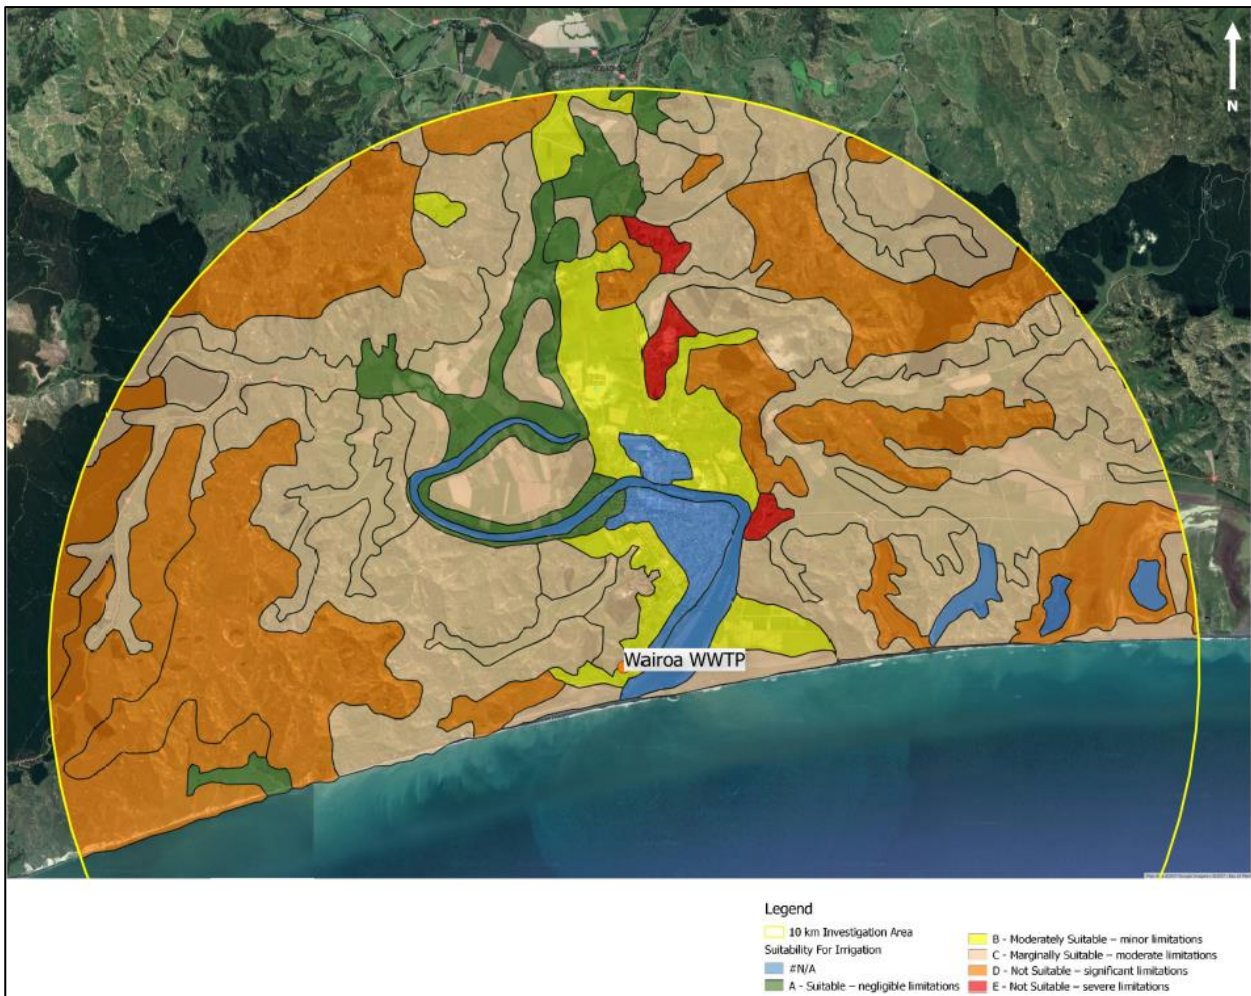 N
Wairoa WWTP
Legend
10 km Investigation Area
Suitability For Irrigation
#N/A
A - Suitable – negligible limitations
B - Moderately Suitable – minor limitations
C - Marginally Suitable – moderate limitations
D - Not Suitable – significant limitations
E - Not Suitable – severe limitations